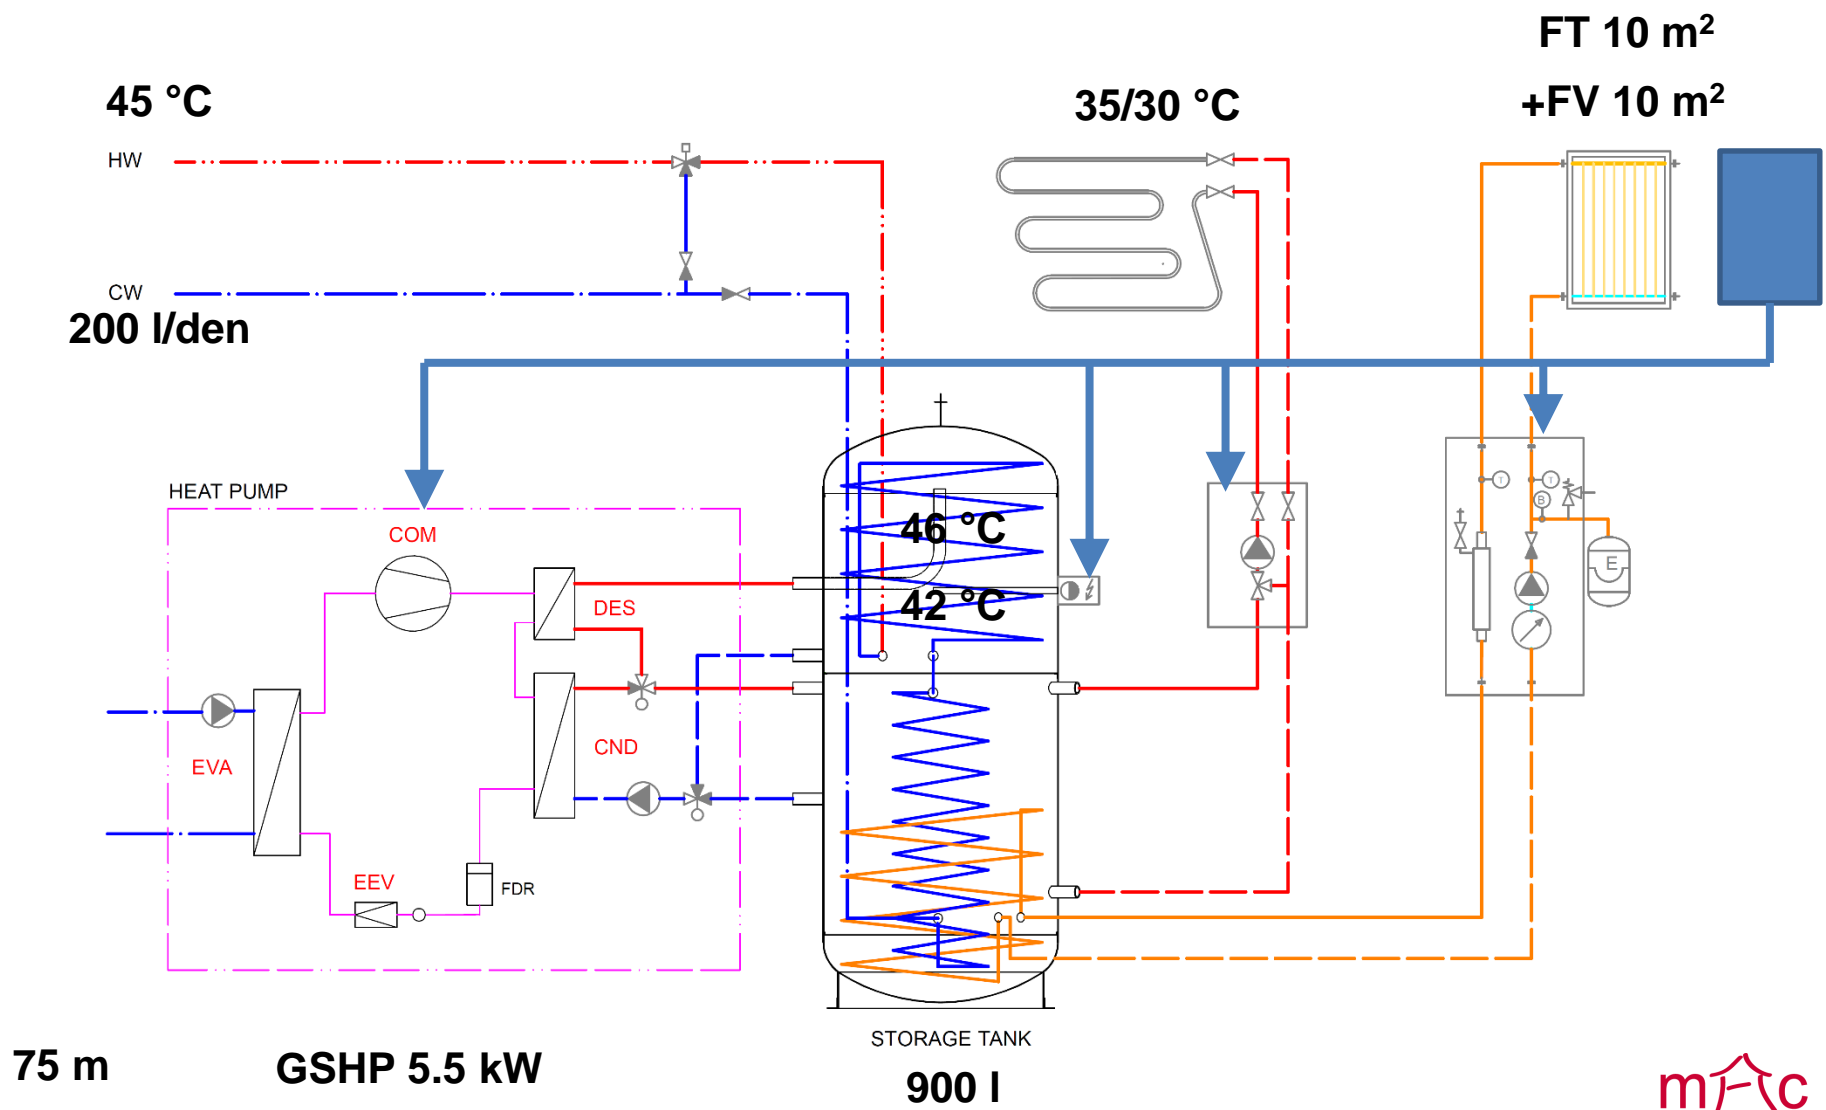 FT 10 m²
+FV 10 m²
45 °C
35/30 °C
HW
CW
200 l/den
HEAT PUMP
COM
DES
CND
EVA
EEV
FDR
46 °C
42 °C
T
T
B
E
STORAGE TANK
900 l
75 m
GSHP 5.5 kW
mac